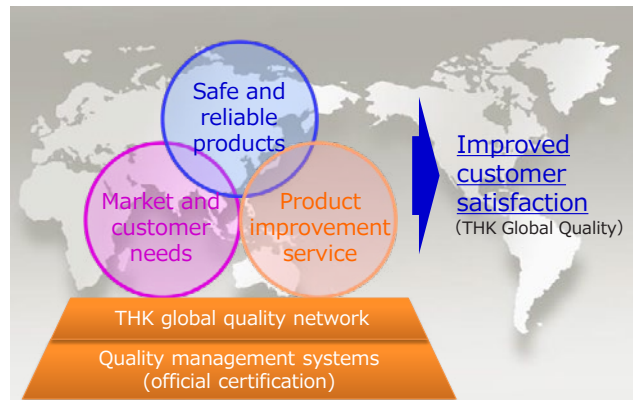 Safe and
reliable
products
Market and
customer
needs
Product
improvement
service
Improved
customer
satisfaction
(THK Global Quality)
THK global quality network
Quality management systems
(official certification)